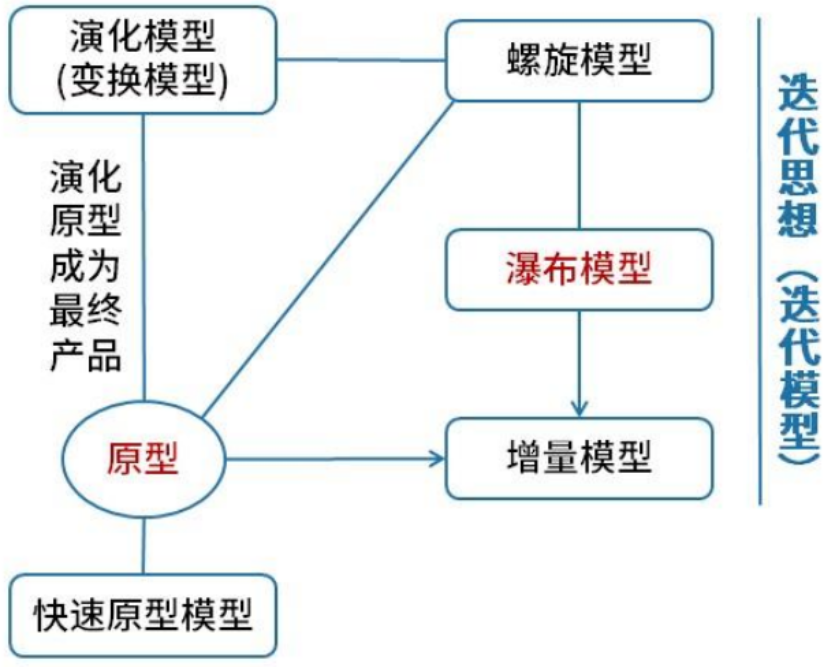 演化模型
(变换模型)
螺旋模型
演化
原型
成为
最终
产品
瀑布模型
原型
增量模型
快速原型模型
迭代思想（迭代模型）